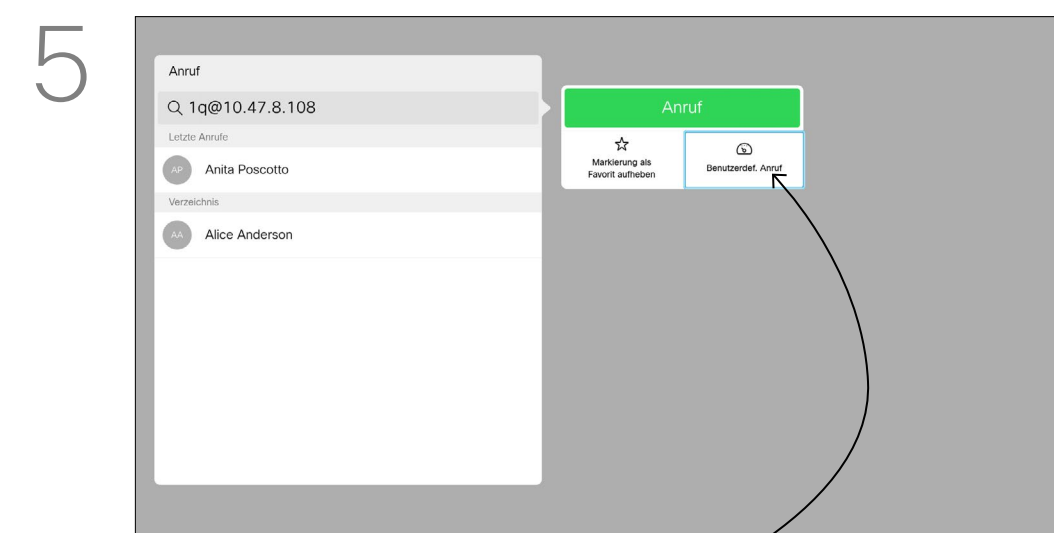 5
Anruf
1q@10.47.8.108
Letzte Anrufe
AP Anita Poscotto
Verzeichnis
AA Alice Anderson
Anruf
Markierung als
Favorit aufheben
Benutzerdef. Anruf